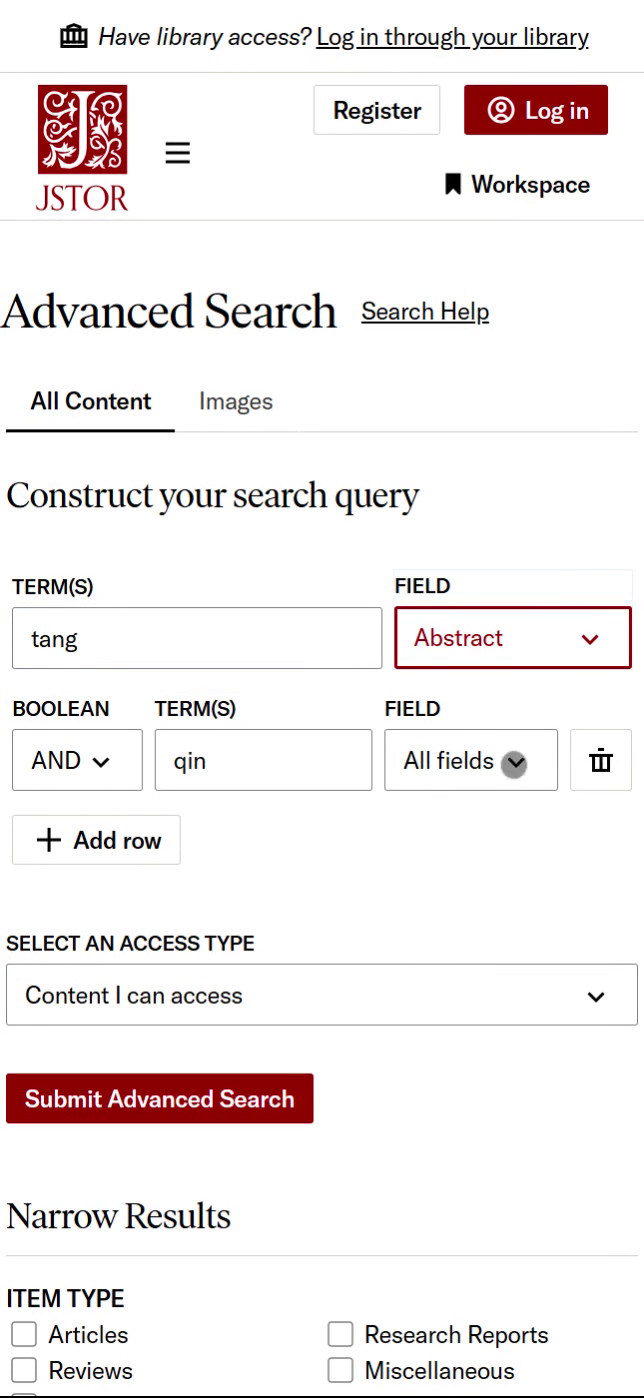 Have library access? Log in through your library
JSTOR
Register
Log in
Workspace
Advanced Search Search Help
All Content Images
Construct your search query
TERM(S) FIELD
tang Abstract
BOOLEAN TERM(S) FIELD
AND qin All fields
Add row
SELECT AN ACCESS TYPE
Content I can access
Submit Advanced Search
Narrow Results
ITEM TYPE
Articles Research Reports
Reviews Miscellaneous